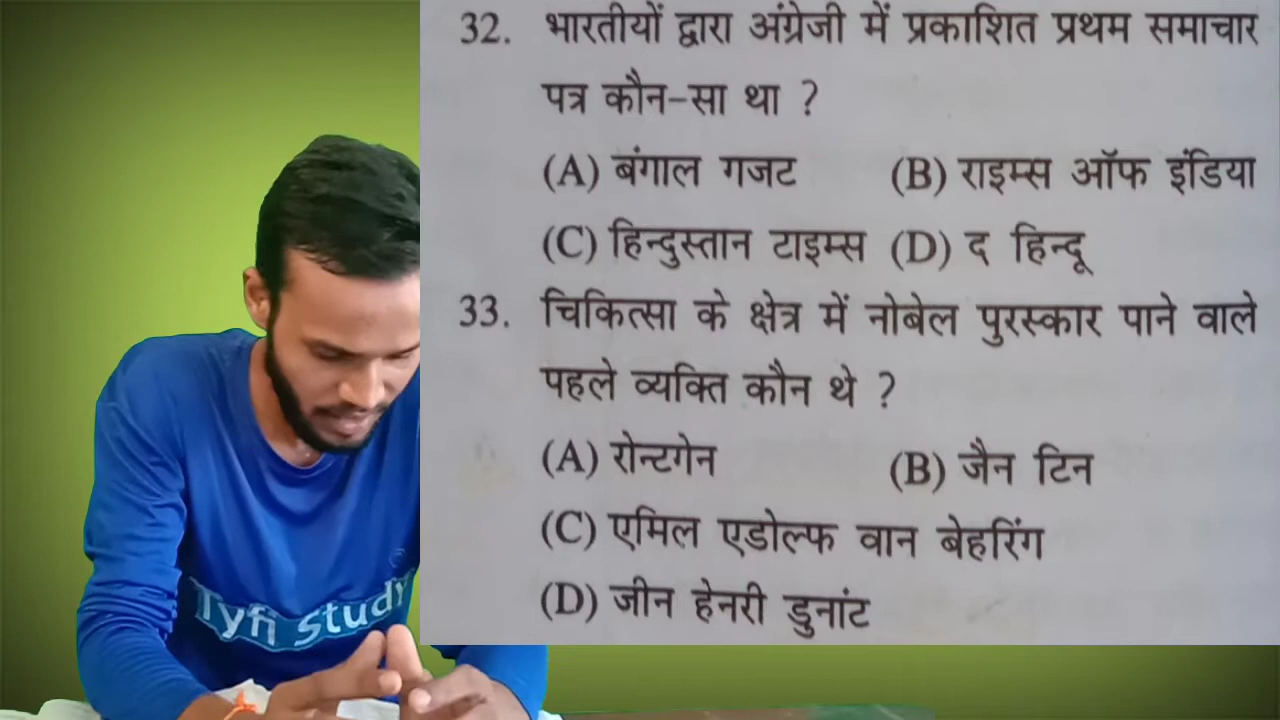 32. भारतीयों द्वारा अंग्रेजी में प्रकाशित प्रथम समाचार
पत्र कौन-सा था ?
(A) बंगाल गजट (B) राइम्स ऑफ इंडिया
(C) हिन्दुस्तान टाइम्स (D) द हिन्दू
33. चिकित्सा के क्षेत्र में नोबेल पुरस्कार पाने वाले
पहले व्यक्ति कौन थे ?
(A) रोन्टगेन (B) जैन टिन
(C) एमिल एडोल्फ वान बेहरिंग
(D) जीन हेनरी डुनांट
Tyfi Study